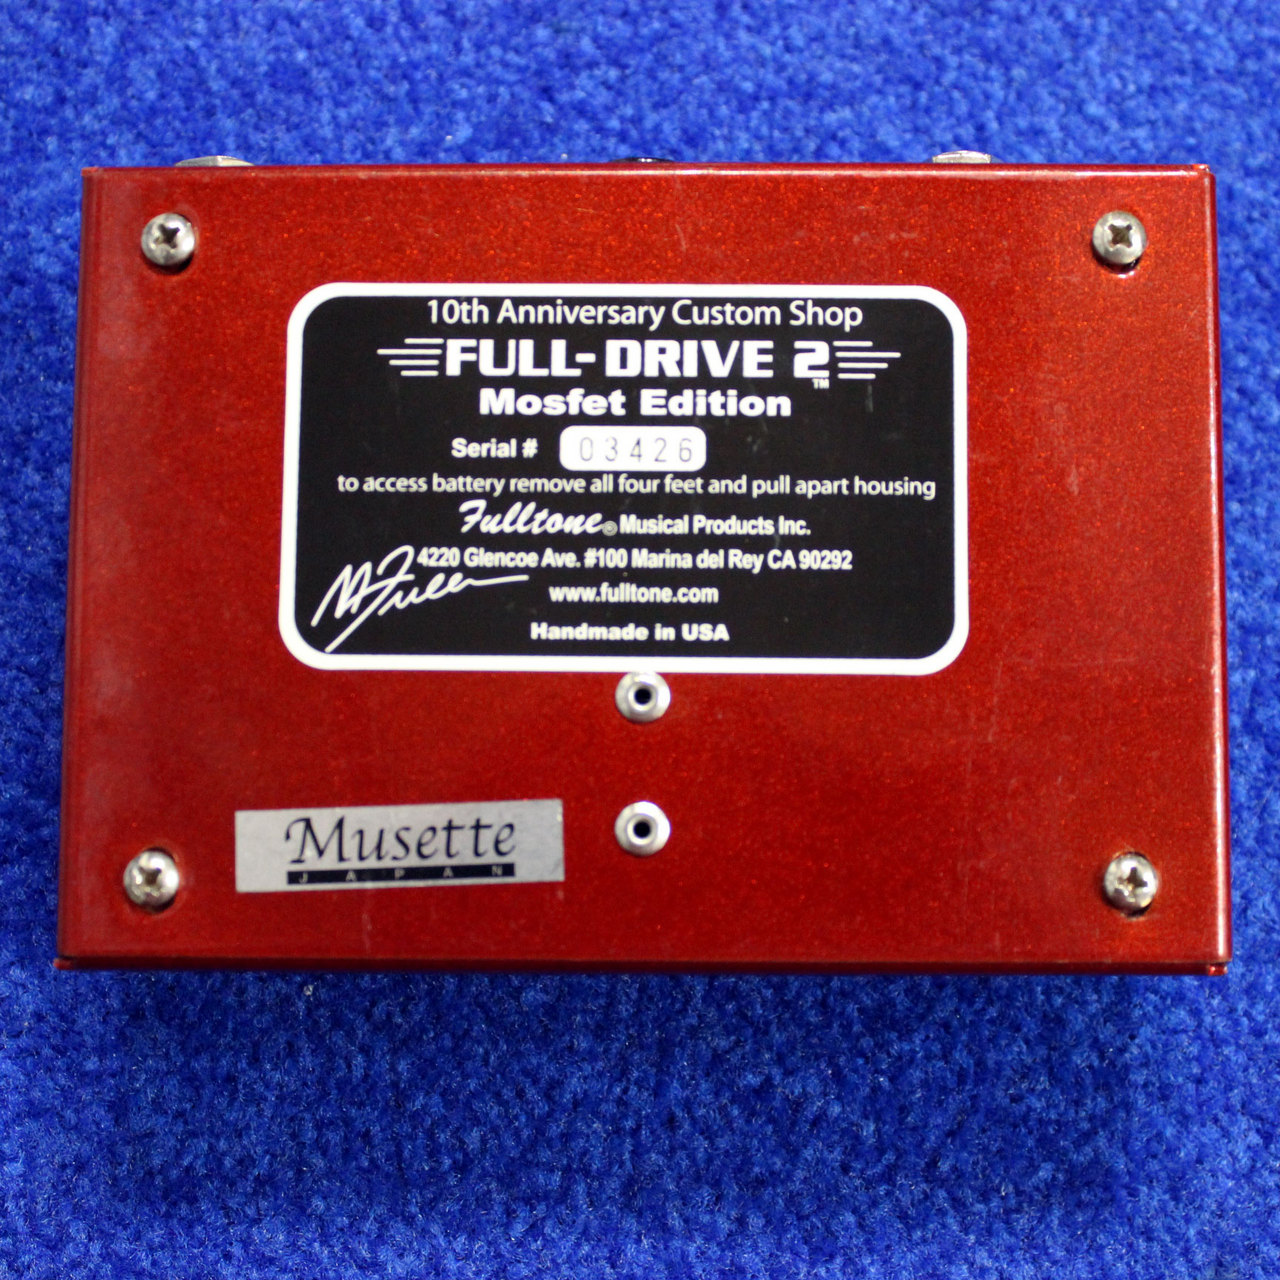 10th Anniversary Custom Shop
FULL-DRIVE 2™
Mosfet Edition
Serial # 03426
to access battery remove all four feet and pull apart housing
Fulltone® Musical Products Inc.
4220 Glencoe Ave. #100 Marina del Rey CA 90292
www.fulltone.com
Handmade in USA
Musette
JAPAN